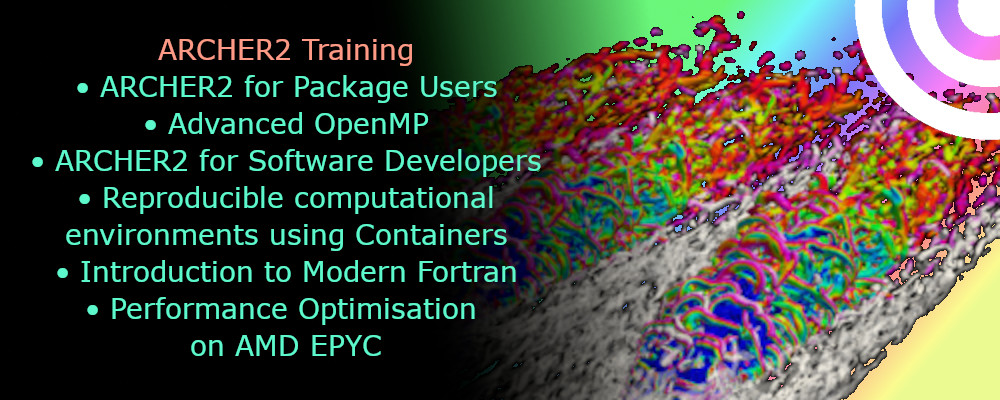 ARCHER2 Training
• ARCHER2 for Package Users
• Advanced OpenMP
• ARCHER2 for Software Developers
• Reproducible computational
environments using Containers
• Introduction to Modern Fortran
• Performance Optimisation
on AMD EPYC